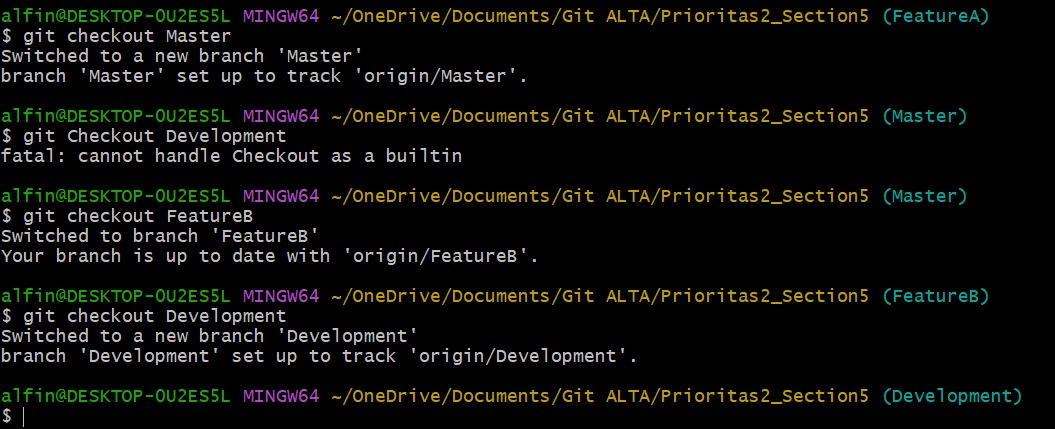 alfin@DESKTOP-OU2ES5L MINGW64 ~/OneDrive/Documents/Git ALTA/Prioritas2_Section5 (FeatureA)
$ git checkout Master
Switched to a new branch 'Master'
branch 'Master' set up to track 'origin/Master'.
alfin@DESKTOP-OU2ES5L MINGW64 ~/OneDrive/Documents/Git ALTA/Prioritas2_Section5 (Master)
$ git Checkout Development
fatal: cannot handle Checkout as a builtin
alfin@DESKTOP-OU2ES5L MINGW64 ~/OneDrive/Documents/Git ALTA/Prioritas2_Section5 (Master)
$ git checkout FeatureB
Switched to branch 'FeatureB'
Your branch is up to date with 'origin/FeatureB'.
alfin@DESKTOP-OU2ES5L MINGW64 ~/OneDrive/Documents/Git ALTA/Prioritas2_Section5 (FeatureB)
$ git checkout Development
Switched to a new branch 'Development'
branch 'Development' set up to track 'origin/Development'.
alfin@DESKTOP-OU2ES5L MINGW64 ~/OneDrive/Documents/Git ALTA/Prioritas2_Section5 (Development)
$